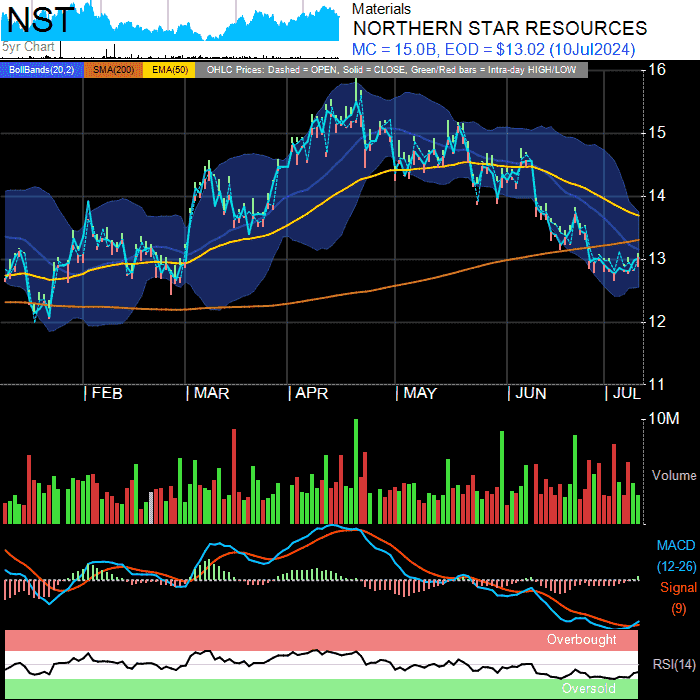 NST
5yr Chart
Materials
NORTHERN STAR RESOURCES
MC = 15.0B, EOD = $13.02 (10Jul2024)
BollBands(20,2) SMA(200) EMA(50) OHLC Prices: Dashed = OPEN, Solid = CLOSE, Green/Red bars = Intra-day HIGH/LOW
16
15
14
13
12
11
FEB MAR APR MAY JUN JUL
10M
Volume
MACD
(12-26)
Signal
(9)
Overbought
RSI(14)
Oversold